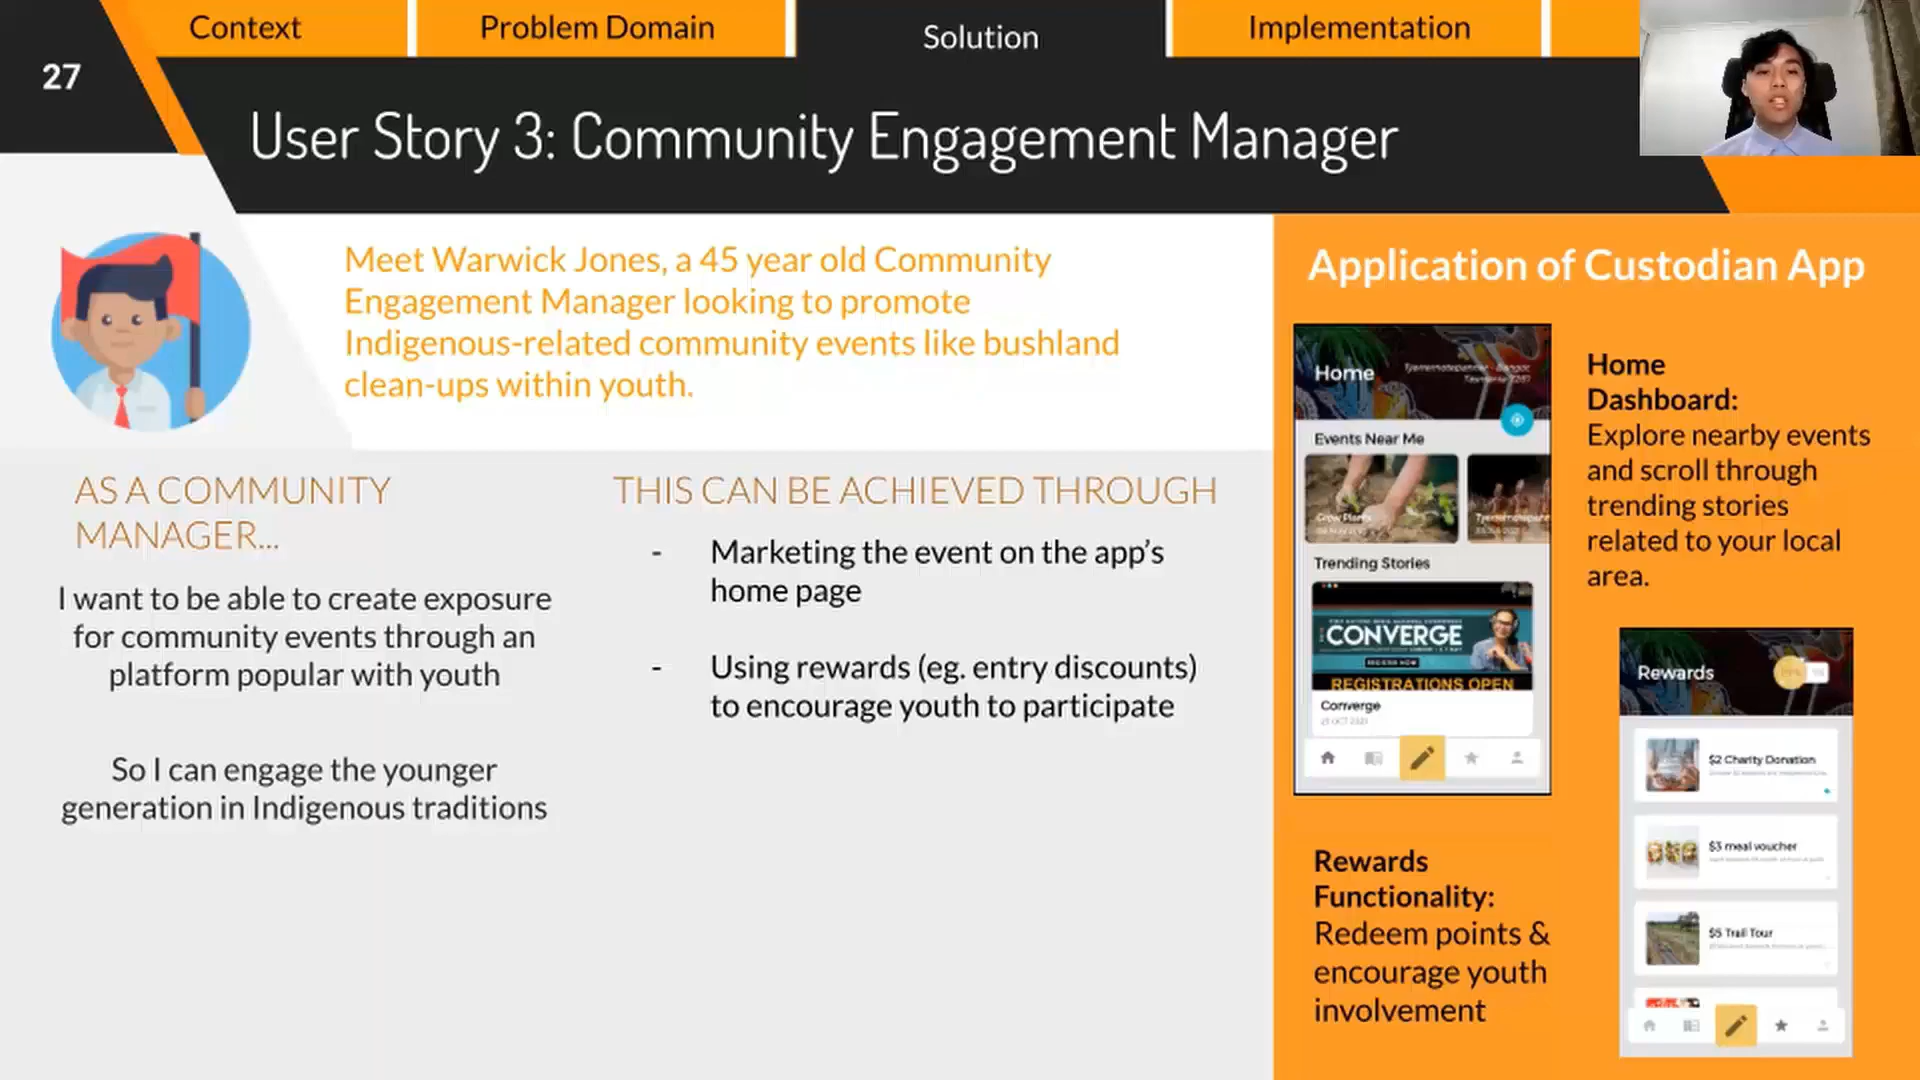 Context
Problem Domain
Solution
Implementation
27
User Story 3: Community Engagement Manager
Meet Warwick Jones, a 45 year old Community
Engagement Manager looking to promote
Indigenous-related community events like bushland
clean-ups within youth.
AS A COMMUNITY
MANAGER...
I want to be able to create exposure
for community events through an
platform popular with youth
So I can engage the younger
generation in Indigenous traditions
THIS CAN BE ACHIEVED THROUGH
- Marketing the event on the app's
home page
- Using rewards (eg. entry discounts)
to encourage youth to participate
Application of Custodian App
Home
Events Near Me
Grow Plants
Trending Stories
CONVERGE
REGISTER NOW
REGISTRATIONS OPEN
Converge
Home
Dashboard:
Explore nearby events
and scroll through
trending stories
related to your local
area.
Rewards
Functionality:
Redeem points &
encourage youth
involvement
Rewards
$2 Charity Donation
$3 meal voucher
$5 Trail Tour